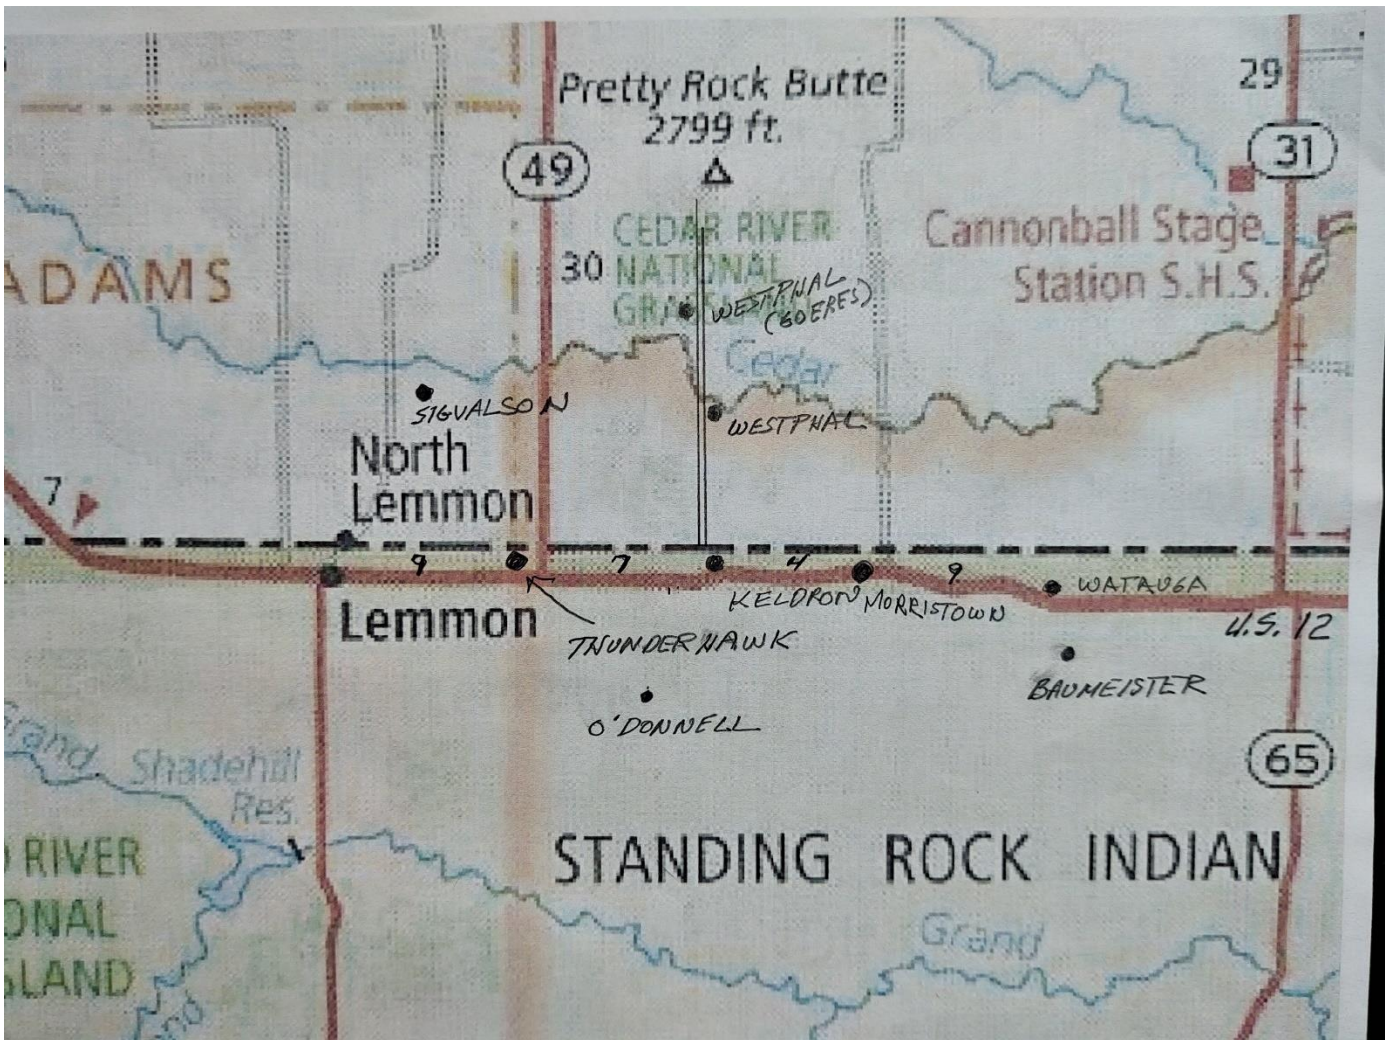 29
Pretty Rock Butte
2799 ft.
49
31
CEDAR RIVER
NATIONAL
30
Cannonball Stage
Station S.H.S.
ADAMS
WESTPHAL
(GOERES)
Cedar
SIGVALSON
WESTPHAL
North
Lemmon
7
9
7
4
9
WATAUGA
KELDRON
MORRISTOWN
Lemmon
U.S. 12
THUNDERHAWK
BAUMEISTER
O'DONNELL
65
Grand
Shadehill
Res.
RIVER
ONAL
SLAND
STANDING ROCK INDIAN
Grand